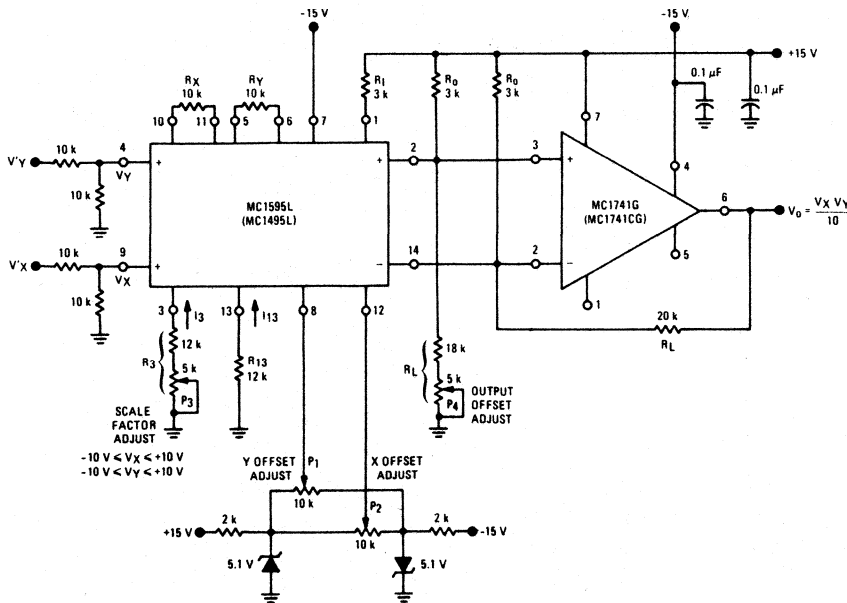 -15 V
-15 V
+15 V
RX
10 k
RY
10 k
RI
3 k
Ro
3 k
Ro
3 k
0.1 µF
0.1 µF
10
11
5
6
7
1
7
V'Y
10 k
4
+
VY
10 k
MC1595L
(MC1495L)
+
2
3
+
4
MC1741G
(MC1741CG)
6
Vo = VX VY
10
V'X
10 k
9
+
VX
10 k
−
14
2
−
5
1
3
I3
13
I13
8
12
R3
12 k
5 k
P3
R13
12 k
RL
18 k
5 k
P4
20 k
RL
SCALE
FACTOR
ADJUST
OUTPUT
OFFSET
ADJUST
-10 V ≤ VX ≤ +10 V
-10 V ≤ VY ≤ +10 V
Y OFFSET
ADJUST
P1
X OFFSET
ADJUST
10 k
P2
+15 V
2 k
10 k
2 k
-15 V
5.1 V
5.1 V